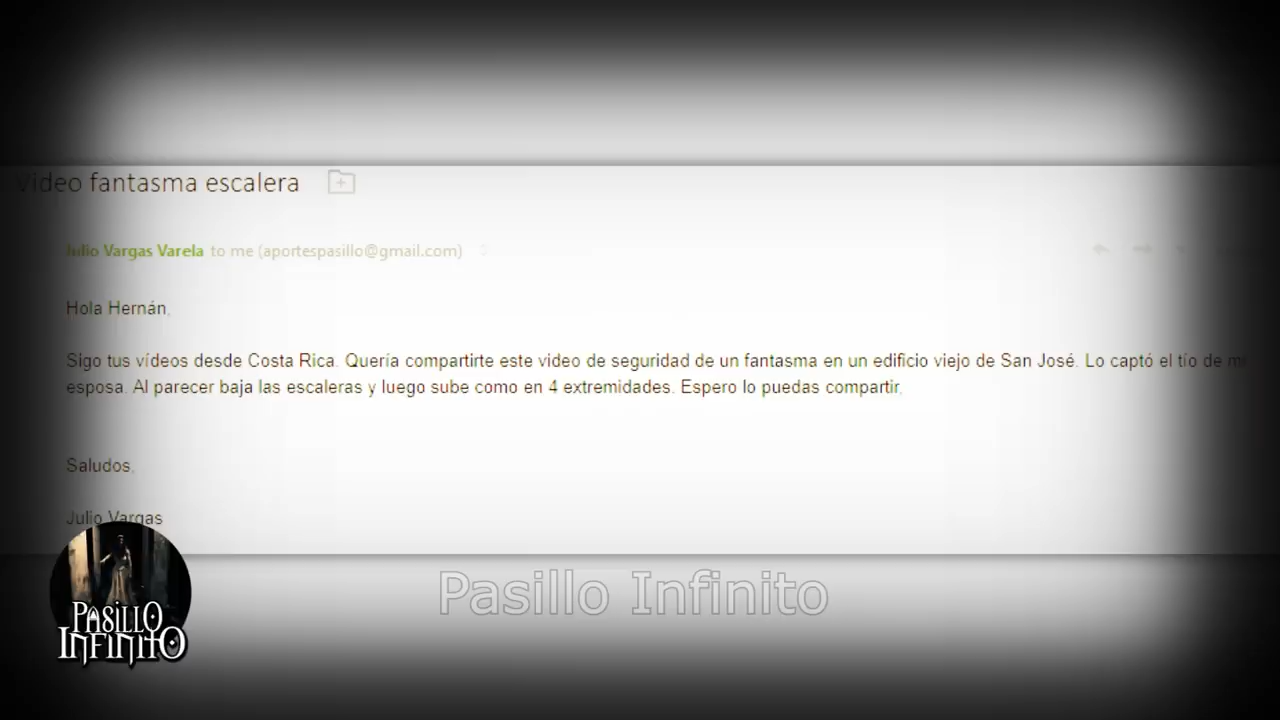 Video fantasma escalera
Julio Vargas Varela to me (aportespasillo@gmail.com)
Hola Hernán,
Sigo tus vídeos desde Costa Rica. Quería compartirte este video de seguridad de un fantasma en un edificio viejo de San José. Lo captó el tío de mi
esposa. Al parecer baja las escaleras y luego sube como en 4 extremidades. Espero lo puedas compartir.
Saludos,
Julio Vargas
Pasillo Infinito
PASILLO
INFINITO